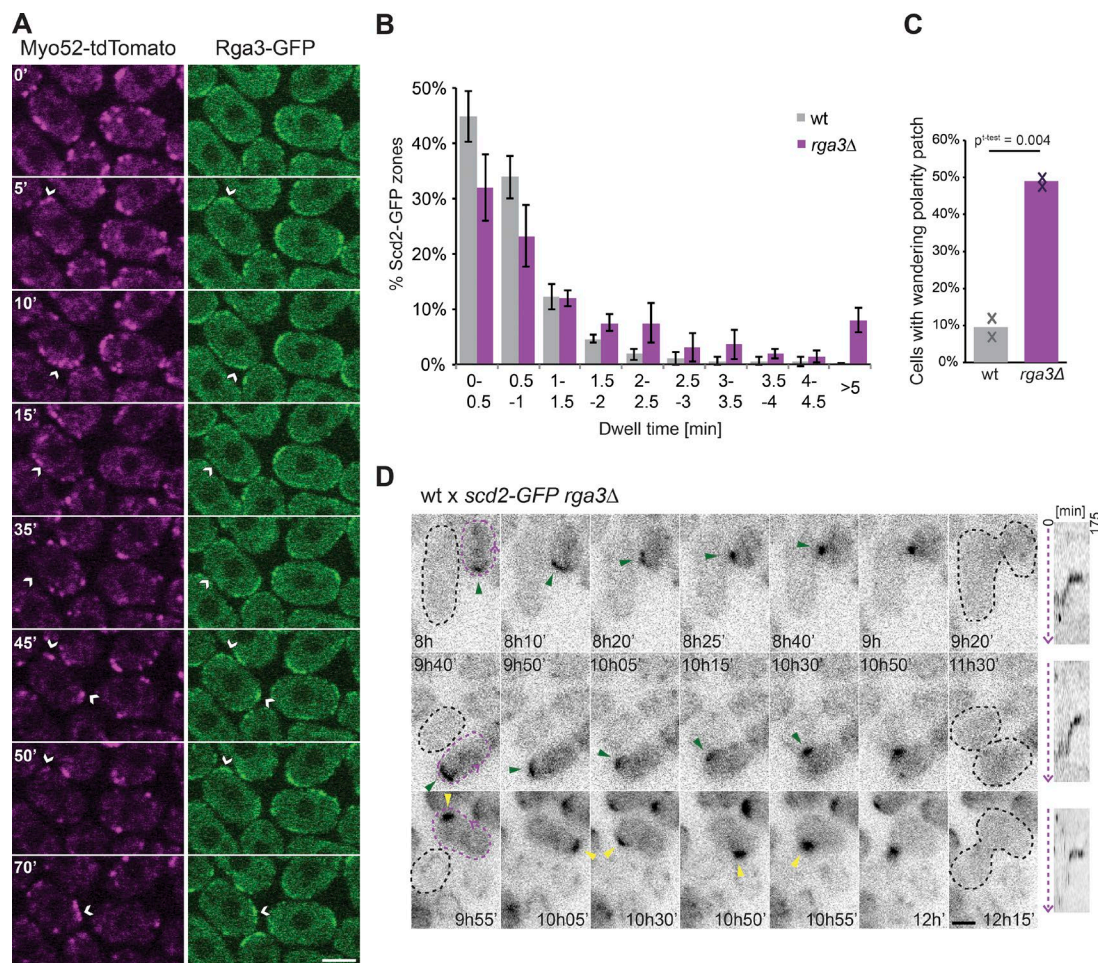 A
Myo52-tdTomato Rga3-GFP
0'
5'
10'
15'
35'
45'
50'
70'
B
% Scd2-GFP zones
50%
40%
30%
20%
10%
0%
wt
rga3Δ
0- 0.5 1- 1.5 2- 2.5 3- 3.5 4- >5
0.5 -1 1.5 -2 2.5 -3 3.5 -4 4.5
Dwell time [min]
C
Cells with wandering polarity patch
60%
50%
40%
30%
20%
10%
0%
p^t-test = 0.004
wt rga3Δ
D
wt x scd2-GFP rga3Δ
[min]
0 175
8h 8h10' 8h20' 8h25' 8h40' 9h 9h20'
9h40' 9h50' 10h05' 10h15' 10h30' 10h50' 11h30'
9h55' 10h05' 10h30' 10h50' 10h55' 12h' 12h15'